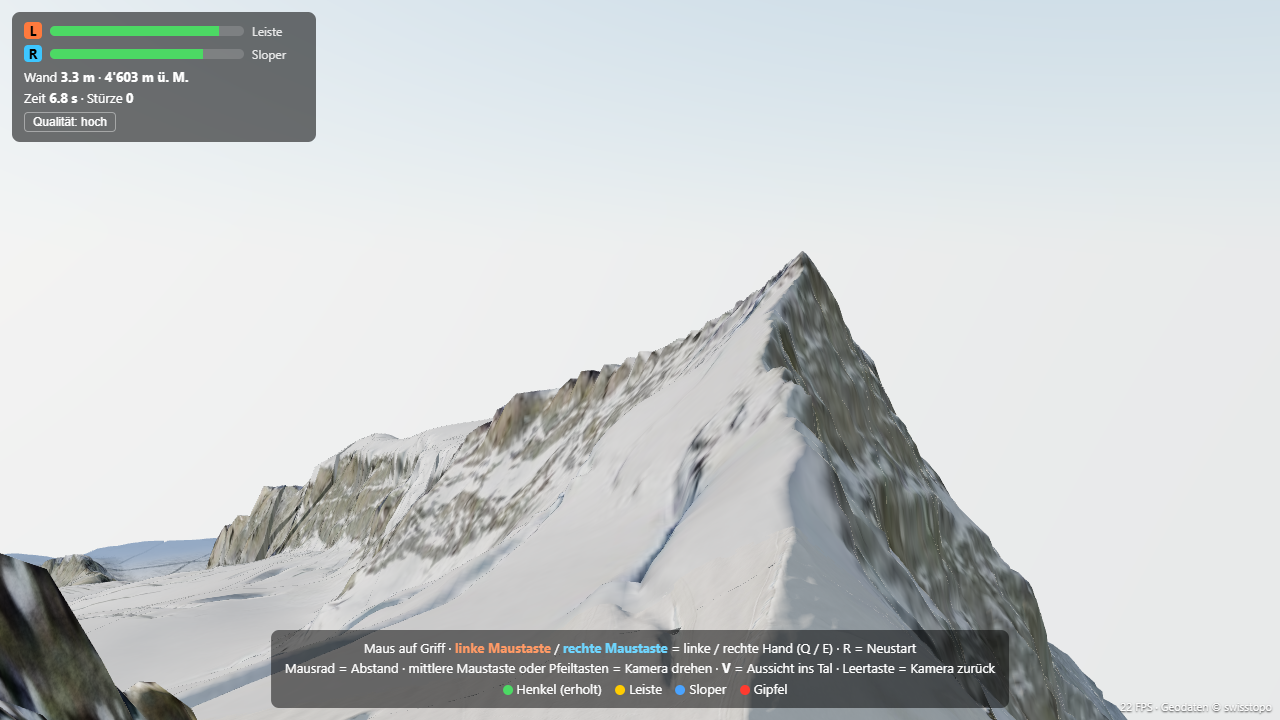 L Leiste
R Sloper
Wand 3.3 m · 4'603 m ü. M.
Zeit 6.8 s · Stürze 0
Qualität: hoch
Maus auf Griff · linke Maustaste / rechte Maustaste = linke / rechte Hand (Q / E) · R = Neustart
Mausrad = Abstand · mittlere Maustaste oder Pfeiltasten = Kamera drehen · V = Aussicht ins Tal · Leertaste = Kamera zurück
Henkel (erholt) Leiste Sloper Gipfel
22 FPS · Geodaten © swisstopo